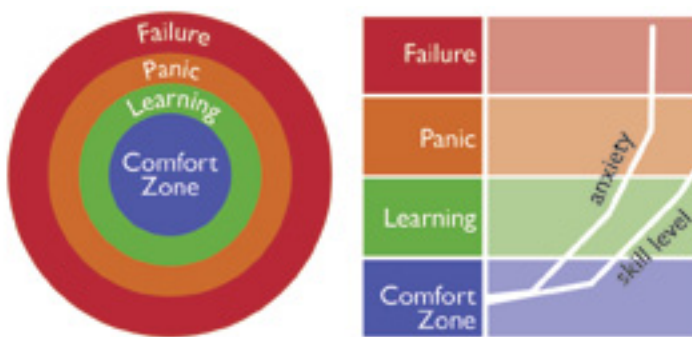 Failure
Panic
Learning
Comfort
Zone
Failure
Panic
Learning
Comfort
Zone
anxiety
skill level